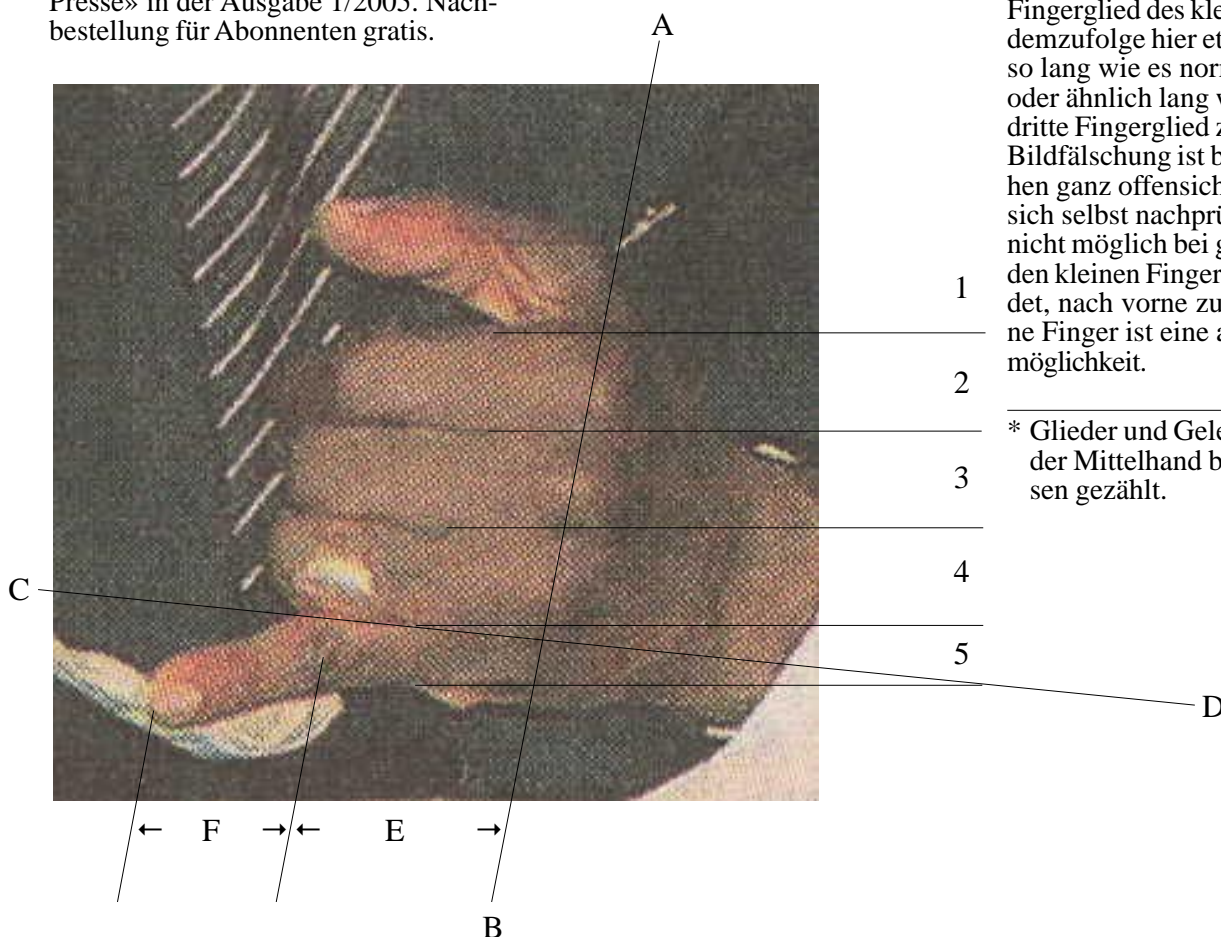 Presse» in der Ausgabe 1/2005. Nach-
bestellung für Abonnenten gratis.
A
1
2
3
4
5
C
D
F
E
B
Fingerglied des kle
demzufolge hier et
so lang wie es norm
oder ähnlich lang
dritte Fingerglied z
Bildfälschung ist b
hen ganz offensich
sich selbst nachprü
nicht möglich bei g
den kleinen Finger
det, nach vorne zu
ne Finger ist eine a
möglichkeit.
* Glieder und Gele
der Mittelhand b
sen gezählt.